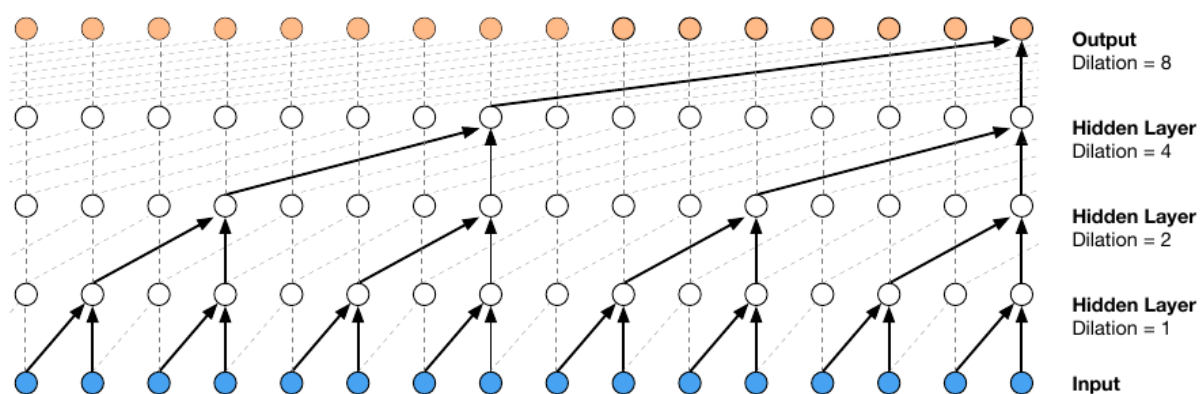 Output
Dilation = 8
Hidden Layer
Dilation = 4
Hidden Layer
Dilation = 2
Hidden Layer
Dilation = 1
Input